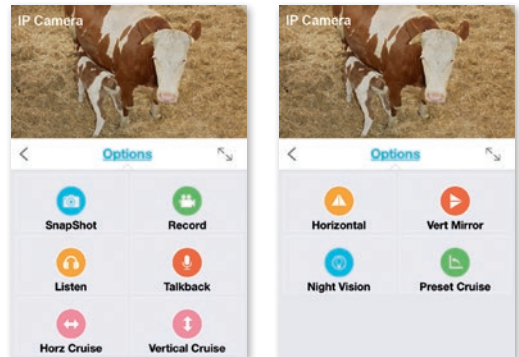 IP Camera
Options
SnapShot
Record
Listen
Talkback
Horz Cruise
Vertical Cruise
IP Camera
Options
Horizontal
Vert Mirror
Night Vision
Preset Cruise